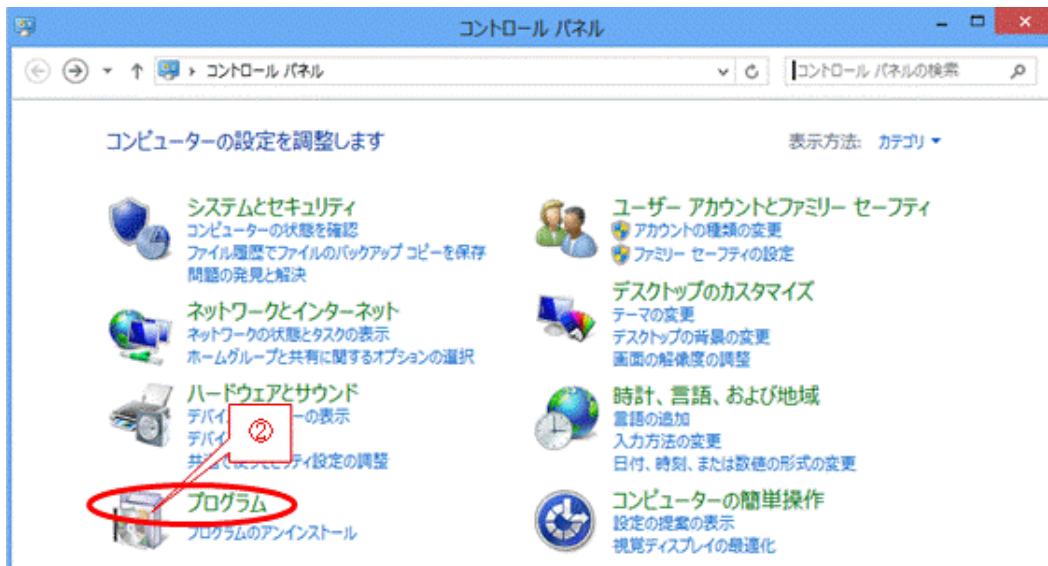 コントロール パネル
コントロール パネル
コントロール パネルの検索
コンピューターの設定を調整します
表示方法: カテゴリ
システムとセキュリティ
コンピューターの状態を確認
ファイル履歴でファイルのバックアップ コピーを保存
問題の発見と解決
ネットワークとインターネット
ネットワークの状態とタスクの表示
ホームグループと共有に関するオプションの選択
ハードウェアとサウンド
デバイ ーの表示
デバイ
②
ティ設定の調整
プログラム
プログラムのアンインストール
ユーザー アカウントとファミリー セーフティ
アカウントの種類の変更
ファミリー セーフティの設定
デスクトップのカスタマイズ
テーマの変更
デスクトップの背景の変更
画面の解像度の調整
時計、言語、および地域
言語の追加
入力方法の変更
日付、時刻、または数値の形式の変更
コンピューターの簡単操作
設定の提案の表示
視覚ディスプレイの最適化